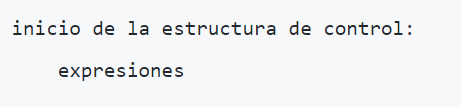 inicio de la estructura de control:
expresiones